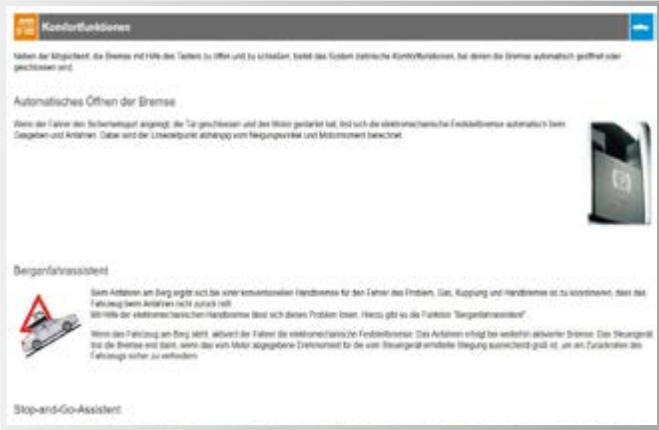 Komfortfunktionen
Neben der Möglichkeit, die Bremse mit Hilfe des Tasters zu öffnen und zu schließen, bietet das System zahlreiche Komfortfunktionen, bei denen die Bremse automatisch geöffnet oder
geschlossen wird.
Automatisches Öffnen der Bremse
Wenn der Fahrer den Sicherheitsgurt angelegt, die Tür geschlossen und den Motor gestartet hat, löst sich die elektromechanische Feststellbremse automatisch beim
Gasgeben und Anfahren. Dabei wird der Lösezeitpunkt abhängig vom Neigungswinkel und Motormoment berechnet.
Berganfahrassistent
Beim Anfahren am Berg ergibt sich bei einer konventionellen Handbremse für den Fahrer das Problem, Gas, Kupplung und Handbremse so zu koordinieren, dass das
Fahrzeug beim Anfahren nicht zurück rollt.
Mit Hilfe der elektromechanischen Handbremse lässt sich dieses Problem lösen. Hierzu gibt es die Funktion "Berganfahrassistent".
Wenn das Fahrzeug am Berg steht, aktiviert der Fahrer die elektromechanische Feststellbremse. Das Anfahren erfolgt bei weiterhin aktivierter Bremse. Das Steuergerät
löst die Bremse erst dann, wenn das vom Motor abgegebene Drehmoment für die vom Steuergerät ermittelte Steigung ausreichend groß ist, um ein Zurückrollen des
Fahrzeugs sicher zu verhindern.
Stop-and-Go-Assistent